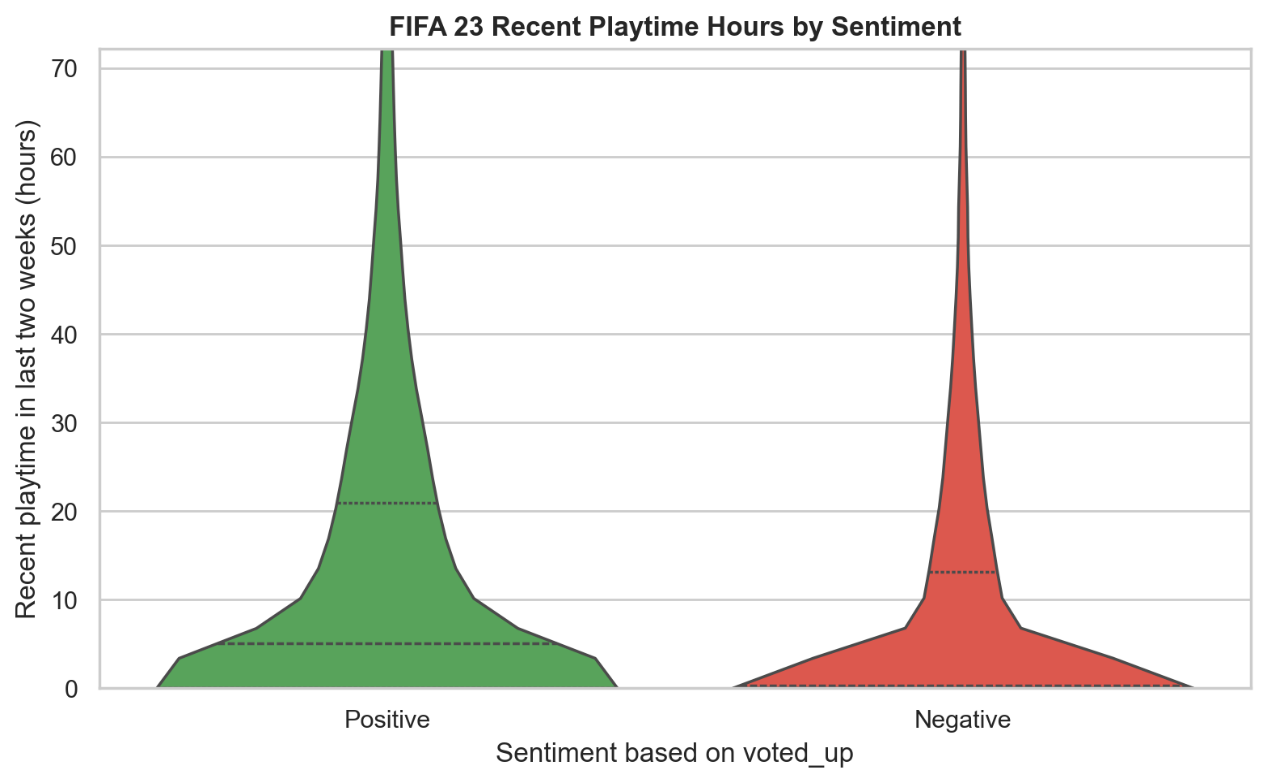 FIFA 23 Recent Playtime Hours by Sentiment
Recent playtime in last two weeks (hours)
70
60
50
40
30
20
10
0
Positive
Negative
Sentiment based on voted_up